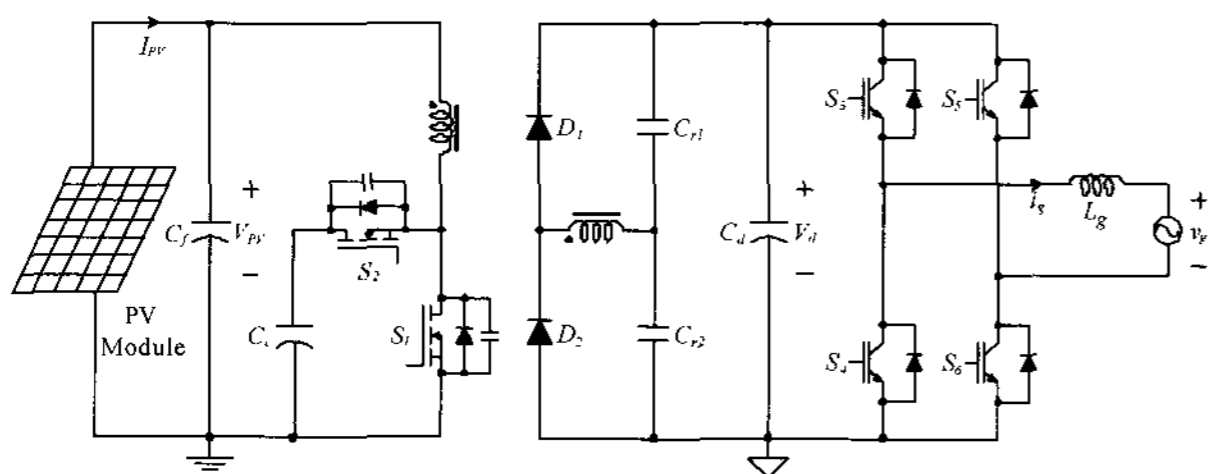 I_PV
C_f
+
V_PV
−
PV
Module
S_2
S_1
D_1
C_r1
D_2
C_r2
C_d
+
V_d
−
S_3
S_5
i_g
L_g
+
v_g
~
S_4
S_6